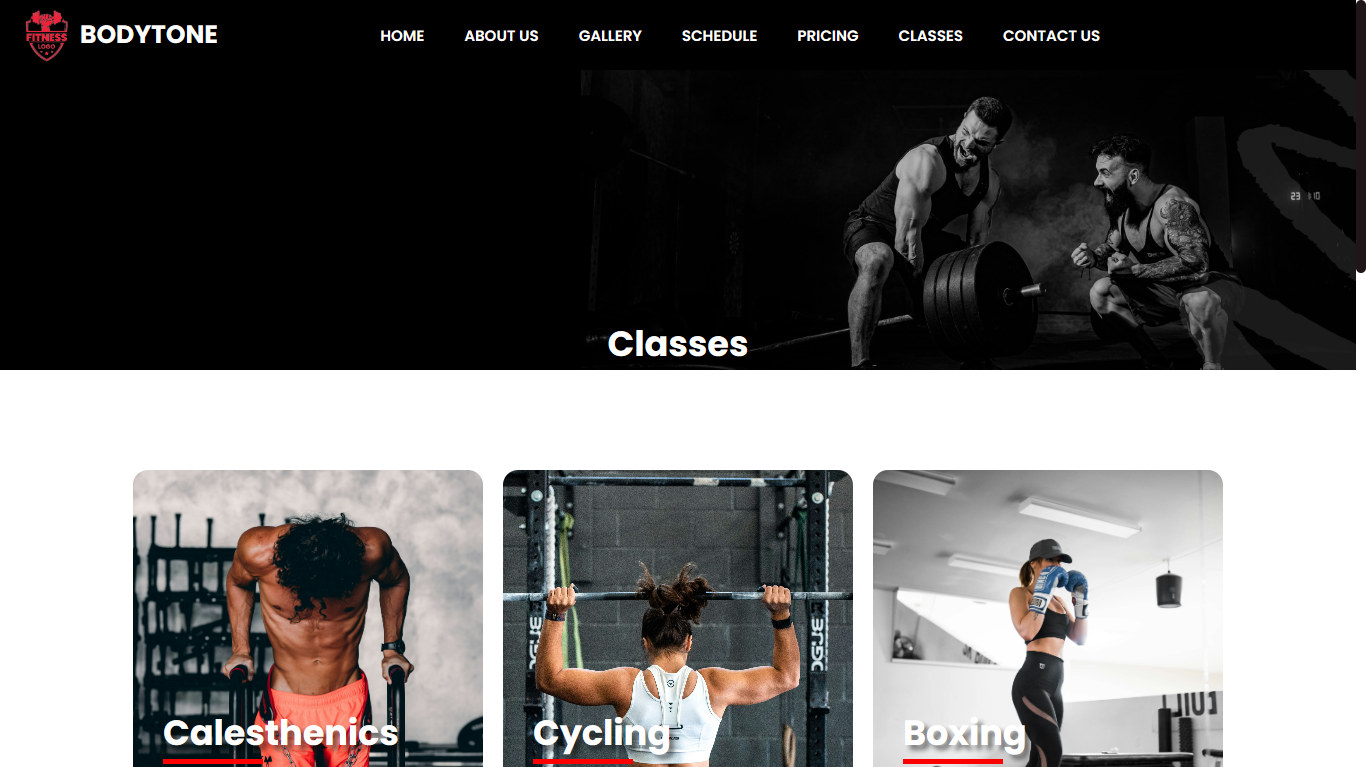 FITNESS
LOGO
BODYTONE
HOME
ABOUT US
GALLERY
SCHEDULE
PRICING
CLASSES
CONTACT US
Classes
Calesthenics
Cycling
Boxing